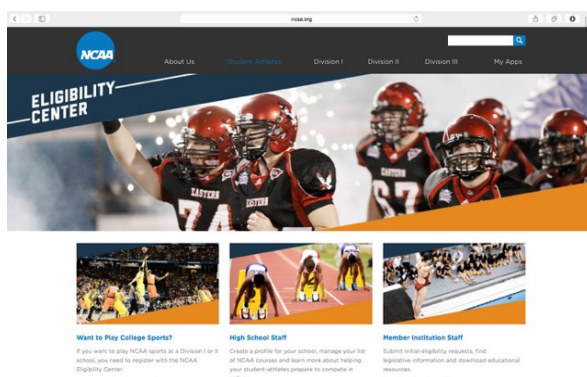 ncaa.org
NCAA
About Us
Student-Athletes
Division I
Division II
Division III
My Apps
ELIGIBILITY
CENTER
EASTERN
74
EASTERN
67
Want to Play College Sports?
If you want to play NCAA sports at a Division I or II
school, you need to register with the NCAA
Eligibility Center.
High School Staff
Create a profile for your school, manage your list
of NCAA courses and learn more about helping
your student-athletes prepare to compete in
Member Institution Staff
Submit initial-eligibility requests, find
legislative information and download educational
resources.